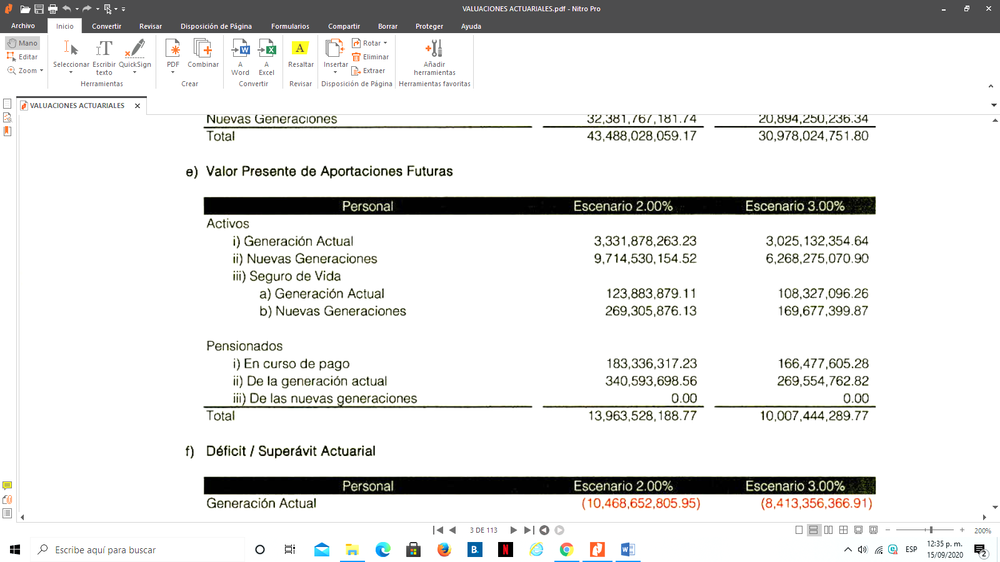 VALUACIONES ACTUARIALES.pdf - Nitro Pro
Archivo Inicio Convertir Revisar Disposición de Página Formularios Compartir Borrar Proteger Ayuda
Mano
Editar
Zoom
Seleccionar Escribir texto QuickSign
Herramientas
PDF Combinar
Crear
A Word A Excel
Convertir
Resaltar
Revisar
Insertar
Rotar
Eliminar
Extraer
Disposición de Página
Añadir herramientas
Herramientas favoritas
VALUACIONES ACTUARIALES
Nuevas Generaciones 32,381,767,181.74 20,894,250,236.34
Total 43,488,028,059.17 30,978,024,751.80
e) Valor Presente de Aportaciones Futuras
Personal Escenario 2.00% Escenario 3.00%
Activos
i) Generación Actual 3,331,878,263.23 3,025,132,354.64
ii) Nuevas Generaciones 9,714,530,154.52 6,268,275,070.90
iii) Seguro de Vida
a) Generación Actual 123,883,879.11 108,327,096.26
b) Nuevas Generaciones 269,305,876.13 169,677,399.87
Pensionados
i) En curso de pago 183,336,317.23 166,477,605.28
ii) De la generación actual 340,593,698.56 269,554,762.82
iii) De las nuevas generaciones 0.00 0.00
Total 13,963,528,188.77 10,007,444,289.77
f) Déficit / Superávit Actuarial
Personal Escenario 2.00% Escenario 3.00%
Generación Actual (10,468,652,805.95) (8,413,356,366.91)
3 DE 113
200%
Escribe aquí para buscar
B.
N
ESP
12:35 p. m.
15/09/2020
2